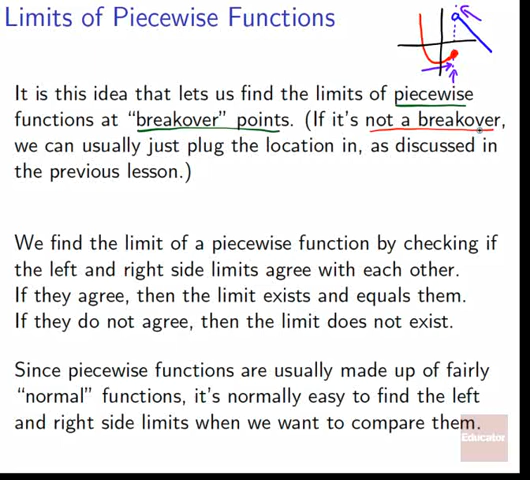 Limits of Piecewise Functions
It is this idea that lets us find the limits of piecewise
functions at “breakover” points. (If it's not a breakover,
we can usually just plug the location in, as discussed in
the previous lesson.)
We find the limit of a piecewise function by checking if
the left and right side limits agree with each other.
If they agree, then the limit exists and equals them.
If they do not agree, then the limit does not exist.
Since piecewise functions are usually made up of fairly
“normal” functions, it's normally easy to find the left
and right side limits when we want to compare them.
Educator